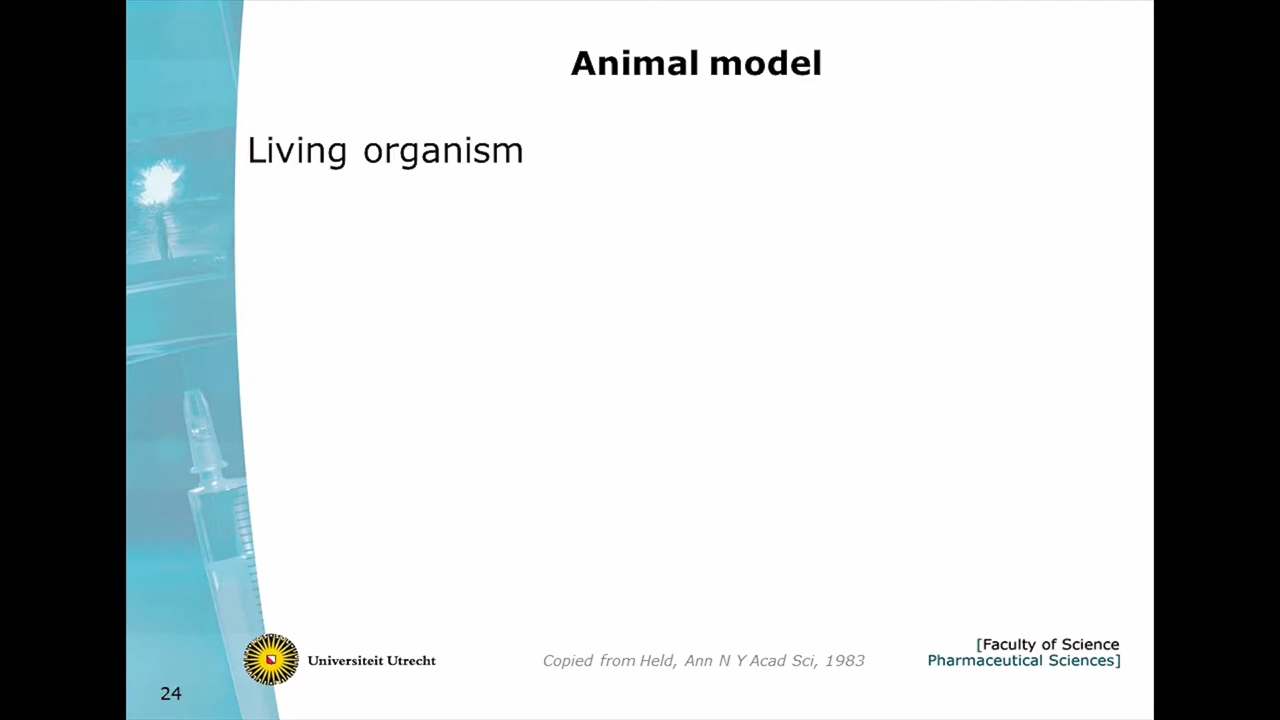 Animal model
Living organism
Universiteit Utrecht
Copied from Held, Ann N Y Acad Sci, 1983
[Faculty of Science
Pharmaceutical Sciences]
24